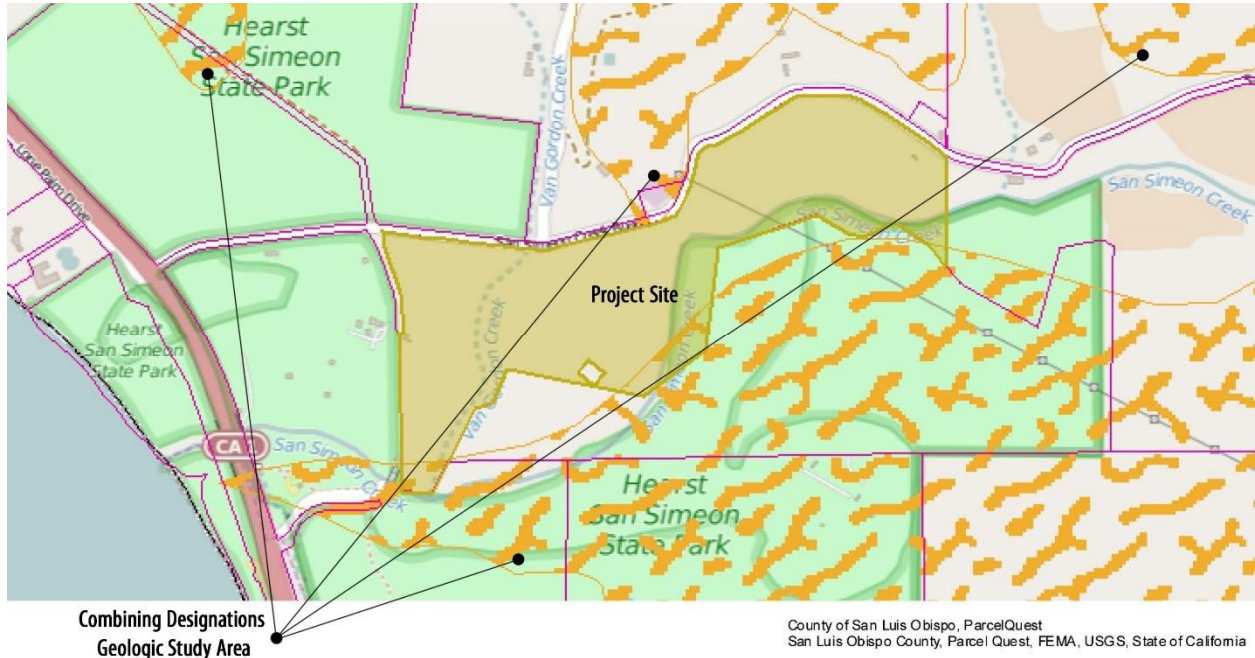 Hearst
San Simeon
State Park
Lone Palm Drive
Van Gordon Creek
San Simeon Creek
San Simeon Creek
Project Site
Hearst
San Simeon
State Park
Van Gordon Creek
San Simeon Creek
CA 1
San Simeon
Creek
Hearst
San Simeon
State Park
Combining Designations
Geologic Study Area
County of San Luis Obispo, ParcelQuest
San Luis Obispo County, Parcel Quest, FEMA, USGS, State of California